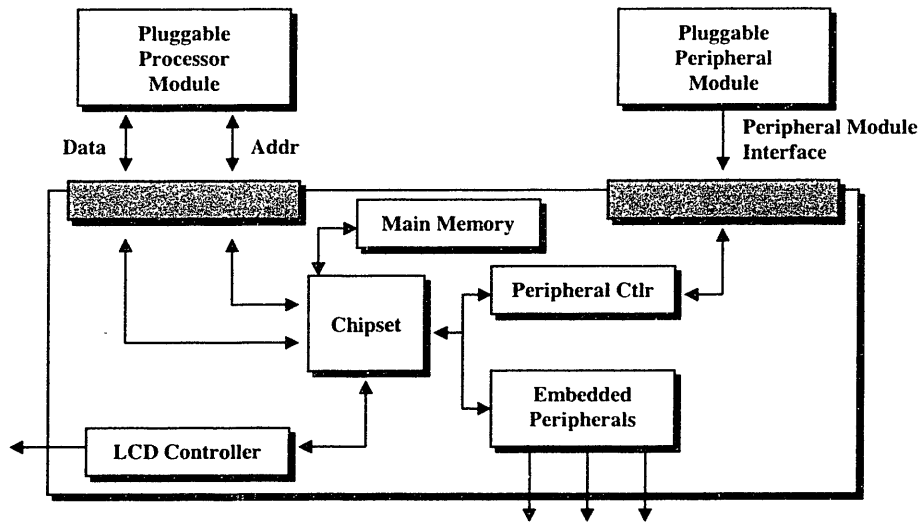 Pluggable
Processor
Module
Pluggable
Peripheral
Module
Data
Addr
Peripheral Module
Interface
Main Memory
Peripheral Ctlr
Chipset
Embedded
Peripherals
LCD Controller